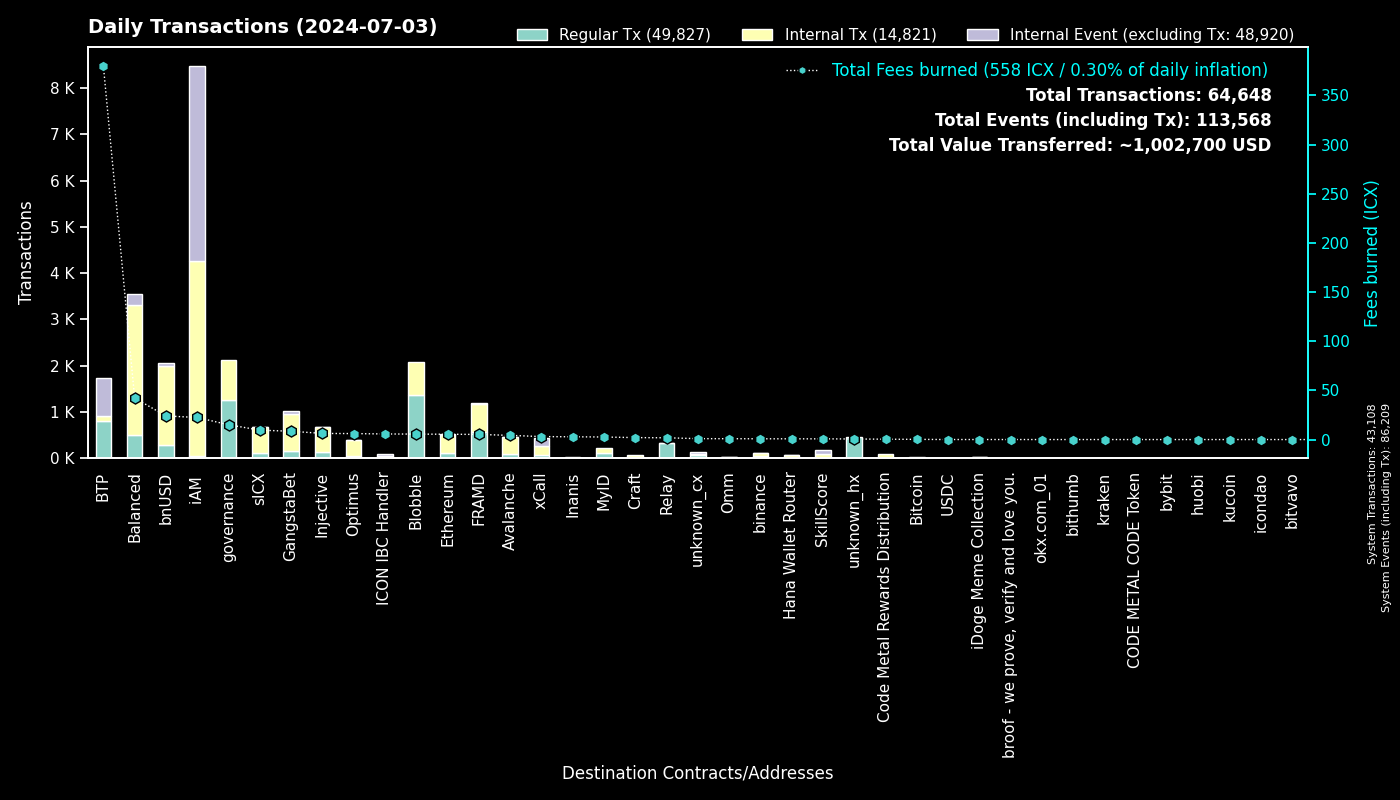 Daily Transactions (2024-07-03)
Regular Tx (49,827)
Internal Tx (14,821)
Internal Event (excluding Tx: 48,920)
Total Fees burned (558 ICX / 0.30% of daily inflation)
Total Transactions: 64,648
Total Events (including Tx): 113,568
Total Value Transferred: ~1,002,700 USD
Transactions
8 K
7 K
6 K
5 K
4 K
3 K
2 K
1 K
0 K
350
300
250
200
150
100
50
0
Fees burned (ICX)
System Transactions: 43,108
System Events (including Tx): 86,209
BTP
Balanced
bnUSD
iAM
governance
sICX
GangstaBet
Injective
Optimus
ICON IBC Handler
Blobble
Ethereum
FRAMD
Avalanche
xCall
Inanis
MyID
Craft
Relay
unknown_cx
Omm
binance
Hana Wallet Router
SkillScore
unknown_hx
Code Metal Rewards Distribution
Bitcoin
USDC
iDoge Meme Collection
broof - we prove, verify and love you.
okx.com_01
bithumb
kraken
CODE METAL CODE Token
bybit
huobi
kucoin
icondao
bitvavo
Destination Contracts/Addresses